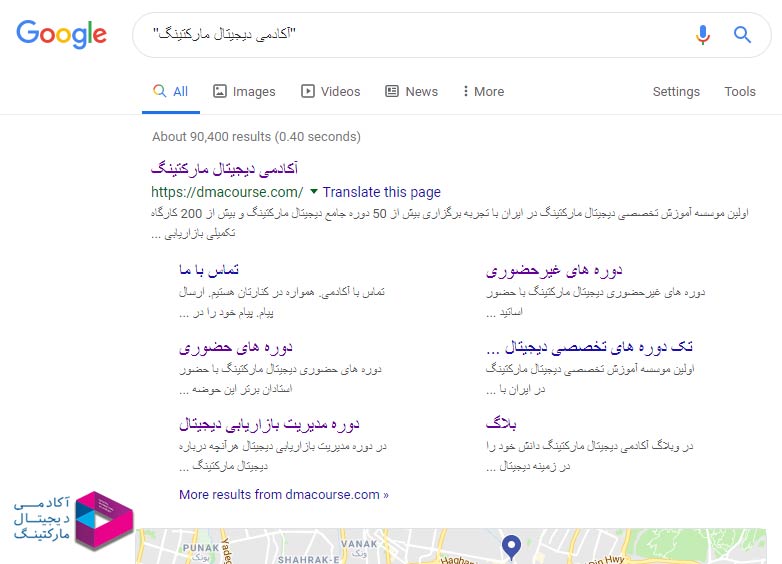 Google
"آکادمی دیجیتال مارکتینگ"
All Images Videos News More Settings Tools
About 90,400 results (0.40 seconds)
آکادمی دیجیتال مارکتینگ
https://dmacourse.com/ Translate this page
اولین موسسه آموزش تخصصی دیجیتال مارکتینگ در ایران با تجربه برگزاری بیش از 50 دوره جامع دیجیتال مارکتینگ و بیش از 200 کارگاه
تکمیلی بازاریابی ...
دوره های غیرحضوری
دوره های غیرحضوری دیجیتال مارکتینگ با حضور
اساتید ...
تماس با ما
تماس با آکادمی. همواره در کنارتان هستیم. ارسال
پیام. پیام خود را در ...
تک دوره های تخصصی دیجیتال ...
اولین موسسه آموزش تخصصی دیجیتال مارکتینگ
در ایران با ...
دوره های حضوری
دوره های حضوری دیجیتال مارکتینگ با حضور
استادان برتر این حوضه ...
بلاگ
در وبلاگ آکادمی دیجیتال مارکتینگ دانش خود را
در زمینه دیجیتال ...
دوره مدیریت بازاریابی دیجیتال
در دوره مدیریت بازاریابی دیجیتال هرآنچه درباره
دیجیتال مارکتینگ ...
More results from dmacourse.com »
آکادمی
دیجیتال
مارکتینگ
PUNAK
پونک
SHAHRAK-E
VANAK
ونک